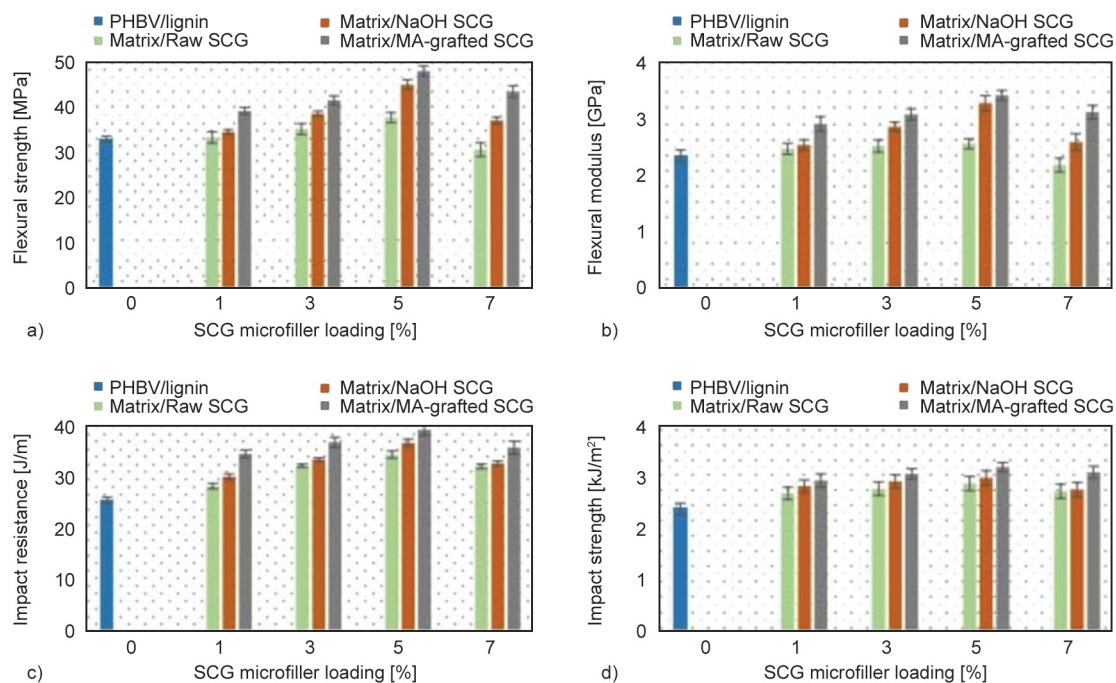 PHBV/lignin
Matrix/NaOH SCG
Matrix/Raw SCG
Matrix/MA-grafted SCG
Flexural strength [MPa]
50
40
30
20
10
0
0 1 3 5 7
SCG microfiller loading [%]
a)
PHBV/lignin
Matrix/NaOH SCG
Matrix/Raw SCG
Matrix/MA-grafted SCG
Flexural modulus [GPa]
4
3
2
1
0
0 1 3 5 7
SCG microfiller loading [%]
b)
PHBV/lignin
Matrix/NaOH SCG
Matrix/Raw SCG
Matrix/MA-grafted SCG
Impact resistance [J/m]
40
30
20
10
0
0 1 3 5 7
SCG microfiller loading [%]
c)
PHBV/lignin
Matrix/NaOH SCG
Matrix/Raw SCG
Matrix/MA-grafted SCG
Impact strength [kJ/m²]
4
3
2
1
0
0 1 3 5 7
SCG microfiller loading [%]
d)